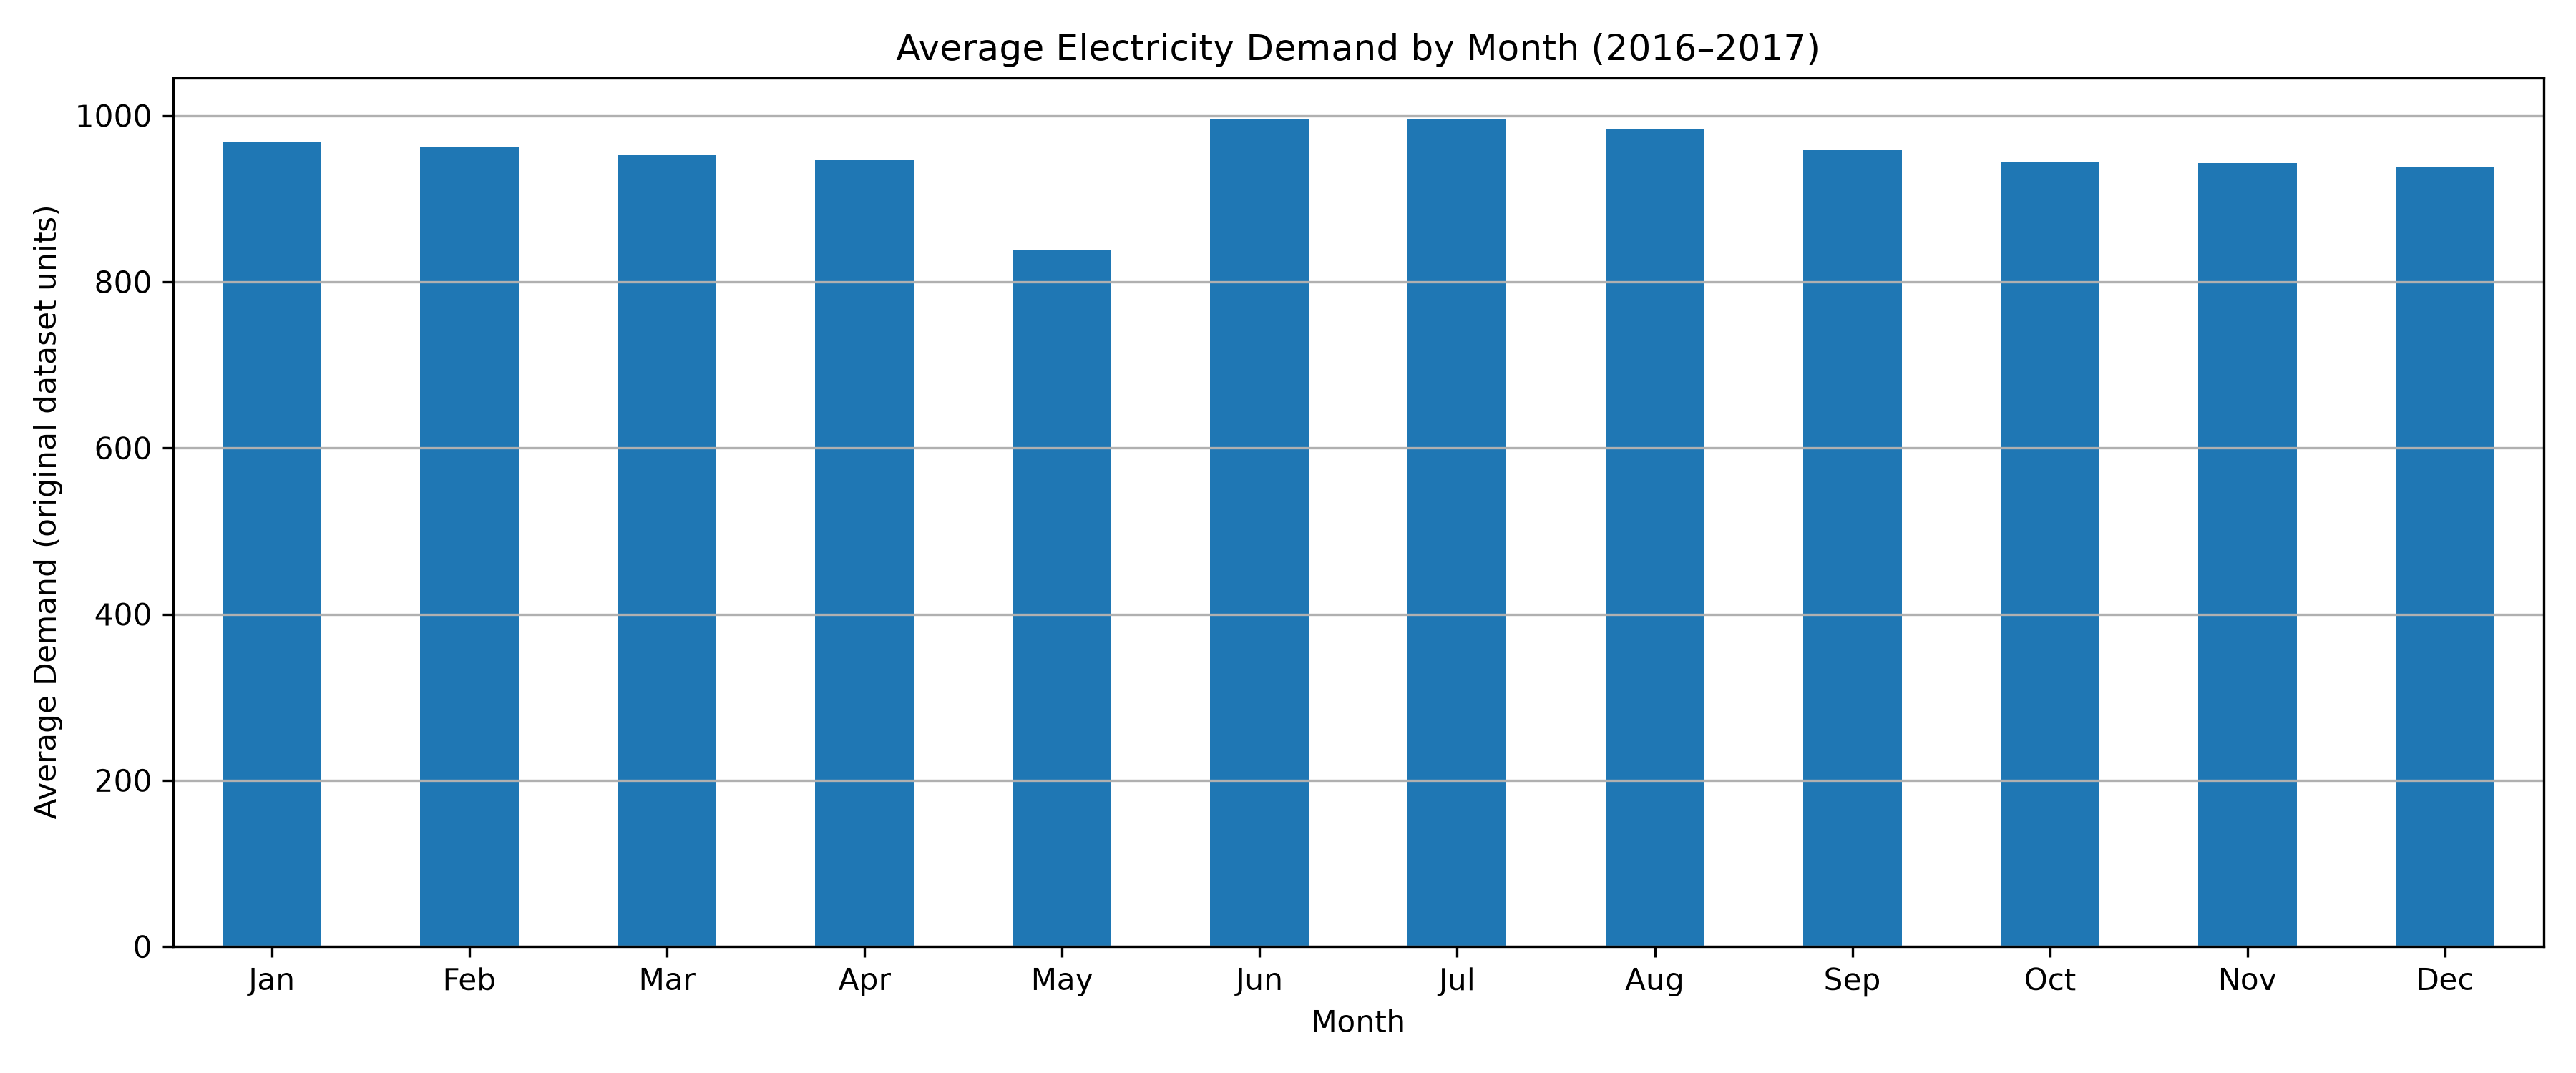 Average Electricity Demand by Month (2016–2017)
Average Demand (original dataset units)
1000
800
600
400
200
0
Jan Feb Mar Apr May Jun Jul Aug Sep Oct Nov Dec
Month